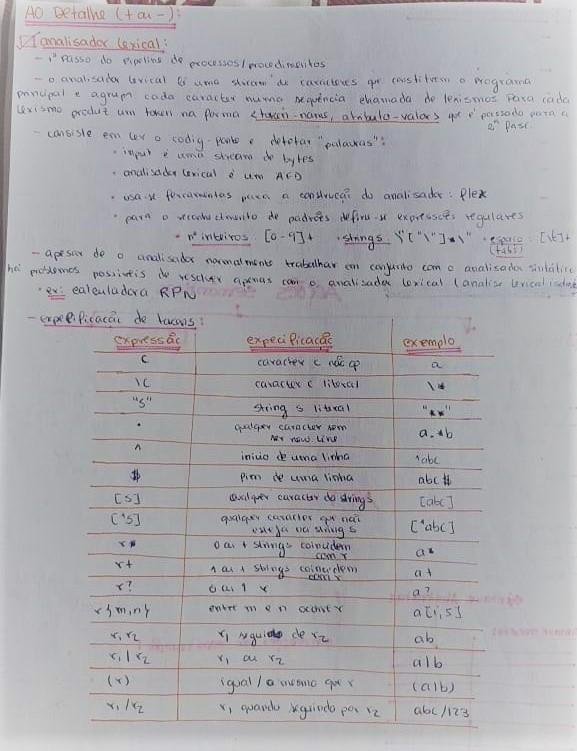 AO Detalhe (+ ou -):
analisador lexical:
- 1º passo do pipeline de processos/procedimentos
- o analisador lexical lê uma stream de caracteres que constituem o programa
principal e agrupa cada caracter numa sequência chamada de lexismos. Para cada
lexismo produz um token na forma <token-name, atributo-valor> que é passado para a
2ª fase.
- consiste em ler o codigo-fonte e detetar "palavras":
• input é uma stream de bytes
• analisador lexical é um AFD
• usa-se ferramentas para a construção do analisador: flex
• para o reconhecimento de padrões define-se expressões regulares
• nº inteiros: [0-9]+ • strings: \"[^\"]*\" • espaço: [\t]+
(tabs)
- apesar de o analisador normalmente trabalhar em conjunto com o analisador sintático
há problemas possíveis de resolver apenas com o analisador lexical (analise lexical isolada
• ex: calculadora RPN
- especificação de tokens:
expressão especificação exemplo
C caracter c não op a
\C caracter c literal \*
"S" string s literal "**"
. qualquer caracter sem
ser new line a.*b
^ inicio de uma linha ^abc
$ fim de uma linha abc$
[S] qualquer caracter da string s [abc]
[^S] qualquer caracter que não
esteja na string s [^abc]
r* 0 ou + strings coincidem
com r a*
r+ 1 ou + strings coincidem
com r a+
r? 0 ou 1 r a?
r{m,n} entre m e n ocorre r a[1,5]
r1 r2 r1 seguido de r2 ab
r1 | r2 r1 ou r2 a|b
(r) igual/o mesmo que r (a|b)
r1 / r2 r1 quando seguindo por r2 abc/123